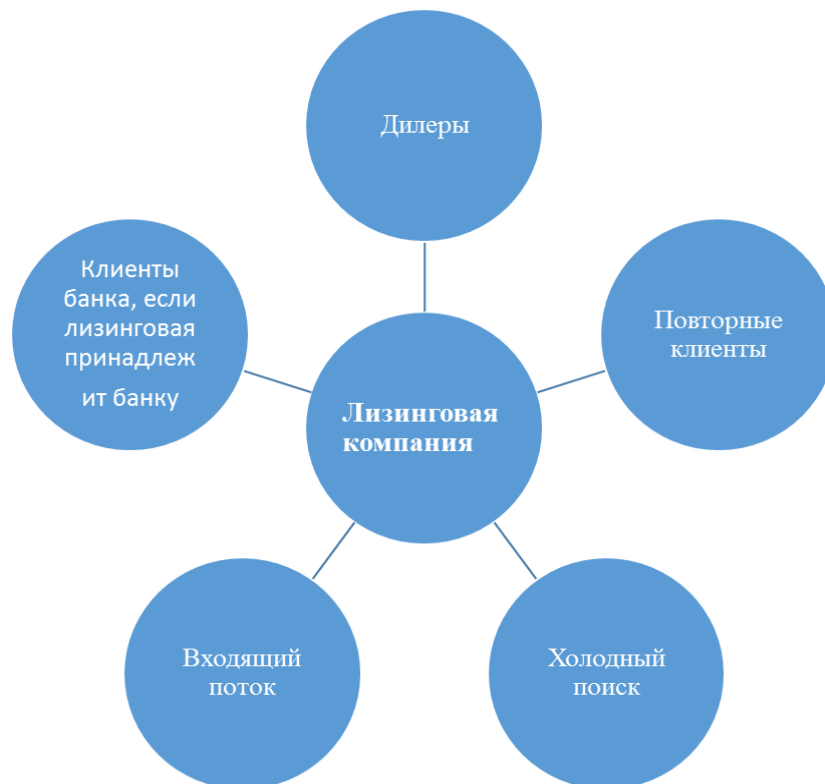 Дилеры
Клиенты
банка, если
лизинговая
принадлеж
ит банку
Повторные
клиенты
Лизинговая
компания
Входящий
поток
Холодный
поиск